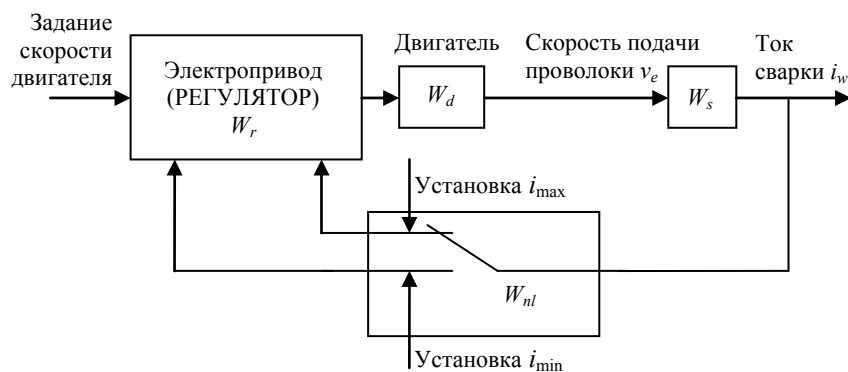 Задание
скорости
двигателя
Электропривод
(РЕГУЛЯТОР)
W_r
Двигатель
W_d
Скорость подачи
проволоки v_e
W_s
Ток
сварки i_w
Установка i_max
W_nl
Установка i_min